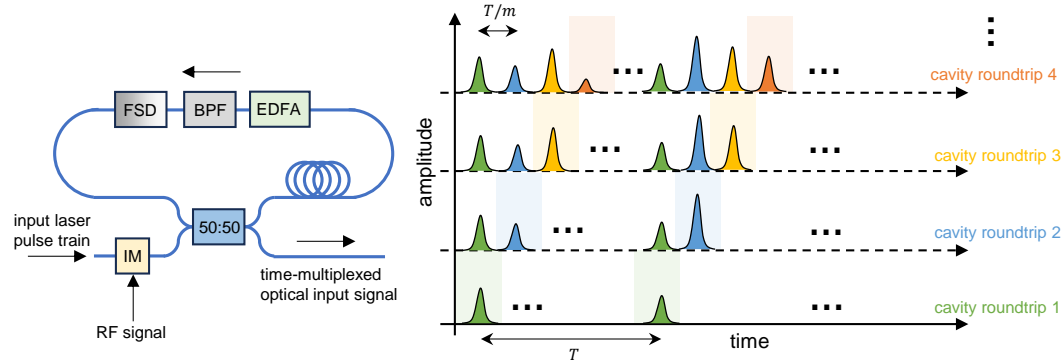 FSD
BPF
EDFA
50:50
input laser
pulse train
IM
RF signal
time-multiplexed
optical input signal
T/m
amplitude
cavity roundtrip 4
cavity roundtrip 3
cavity roundtrip 2
cavity roundtrip 1
time
T